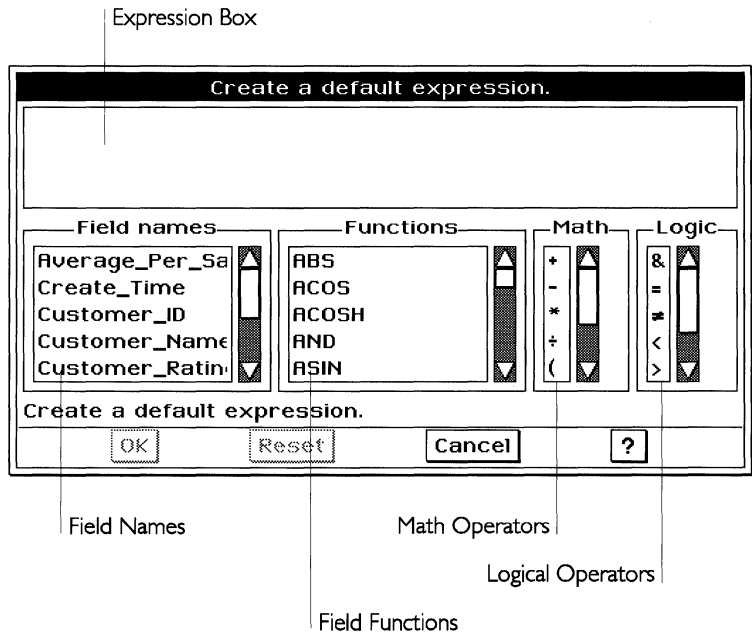 Expression Box
Create a default expression.
Field names
Average_Per_Sa
Create_Time
Customer_ID
Customer_Name
Customer_Ratin
Functions
ABS
ACOS
ACOSH
AND
ASIN
Math
+
-
*
÷
(
Logic
&
=
≠
<
>
Create a default expression.
OK
Reset
Cancel
?
Field Names
Math Operators
Logical Operators
Field Functions